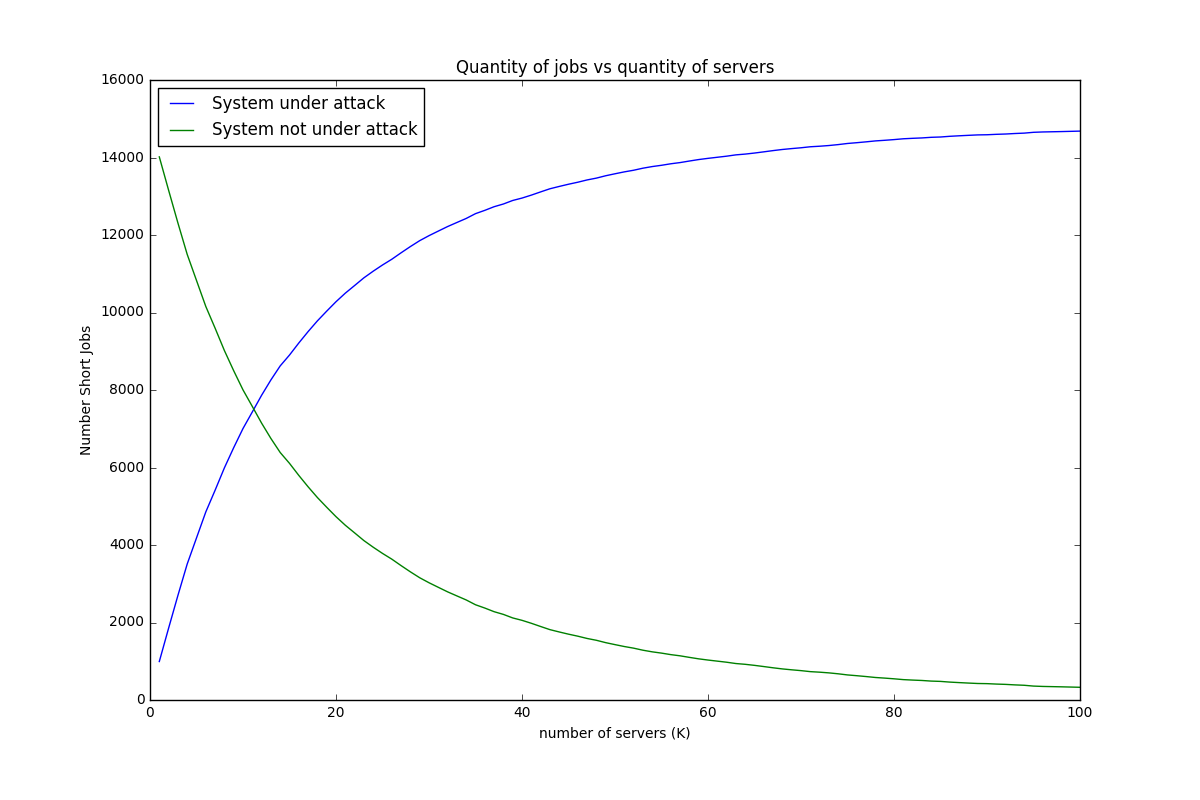 Quantity of jobs vs quantity of servers
16000
14000
12000
10000
8000
6000
4000
2000
0
System under attack
System not under attack
Number Short Jobs
0 20 40 60 80 100
number of servers (K)